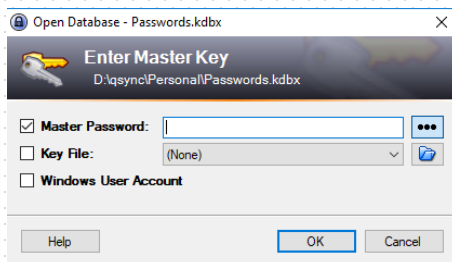 Open Database - Passwords.kdbx
Enter Master Key
D:\qsync\Personal\Passwords.kdbx
Master Password:
Key File: (None)
Windows User Account
Help OK Cancel